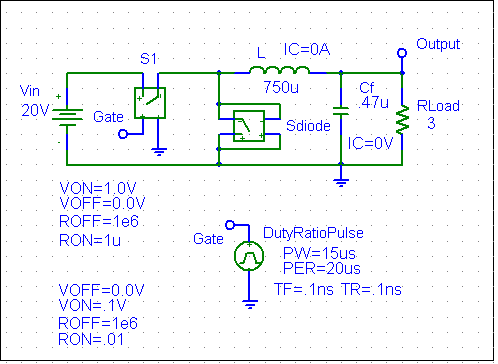 S1
L IC=0A
Output
Vin
20V
750u
Cf
.47u
RLoad
3
Gate
Sdiode
IC=0V
VON=1.0V
VOFF=0.0V
ROFF=1e6
RON=1u
Gate
DutyRatioPulse
PW=15us
PER=20us
TF=.1ns TR=.1ns
VOFF=0.0V
VON=.1V
ROFF=1e6
RON=.01